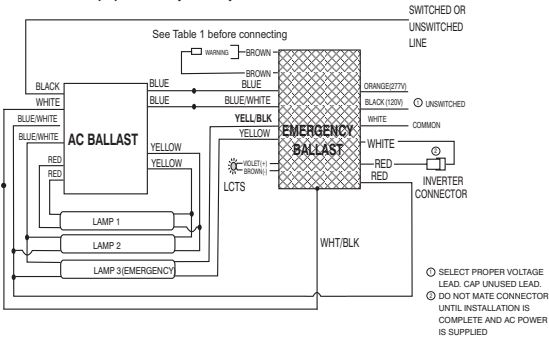 SWITCHED OR
UNSWITCHED
LINE
See Table 1 before connecting
WARNING
BROWN
BROWN
BLACK
BLUE
BLUE
ORANGE(277V)
WHITE
BLUE
BLUE/WHITE
BLACK (120V)
① UNSWITCHED
BLUE/WHITE
YELL/BLK
WHITE
COMMON
BLUE/WHITE
AC BALLAST
YELLOW
EMERGENCY
BALLAST
WHITE
②
YELLOW
RED
YELLOW
VIOLET(+)
BROWN(-)
RED
RED
RED
LCTS
INVERTER
CONNECTOR
LAMP 1
LAMP 2
WHT/BLK
LAMP 3(EMERGENCY
① SELECT PROPER VOLTAGE
LEAD. CAP UNUSED LEAD.
② DO NOT MATE CONNECTOR
UNTIL INSTALLATION IS
COMPLETE AND AC POWER
IS SUPPLIED